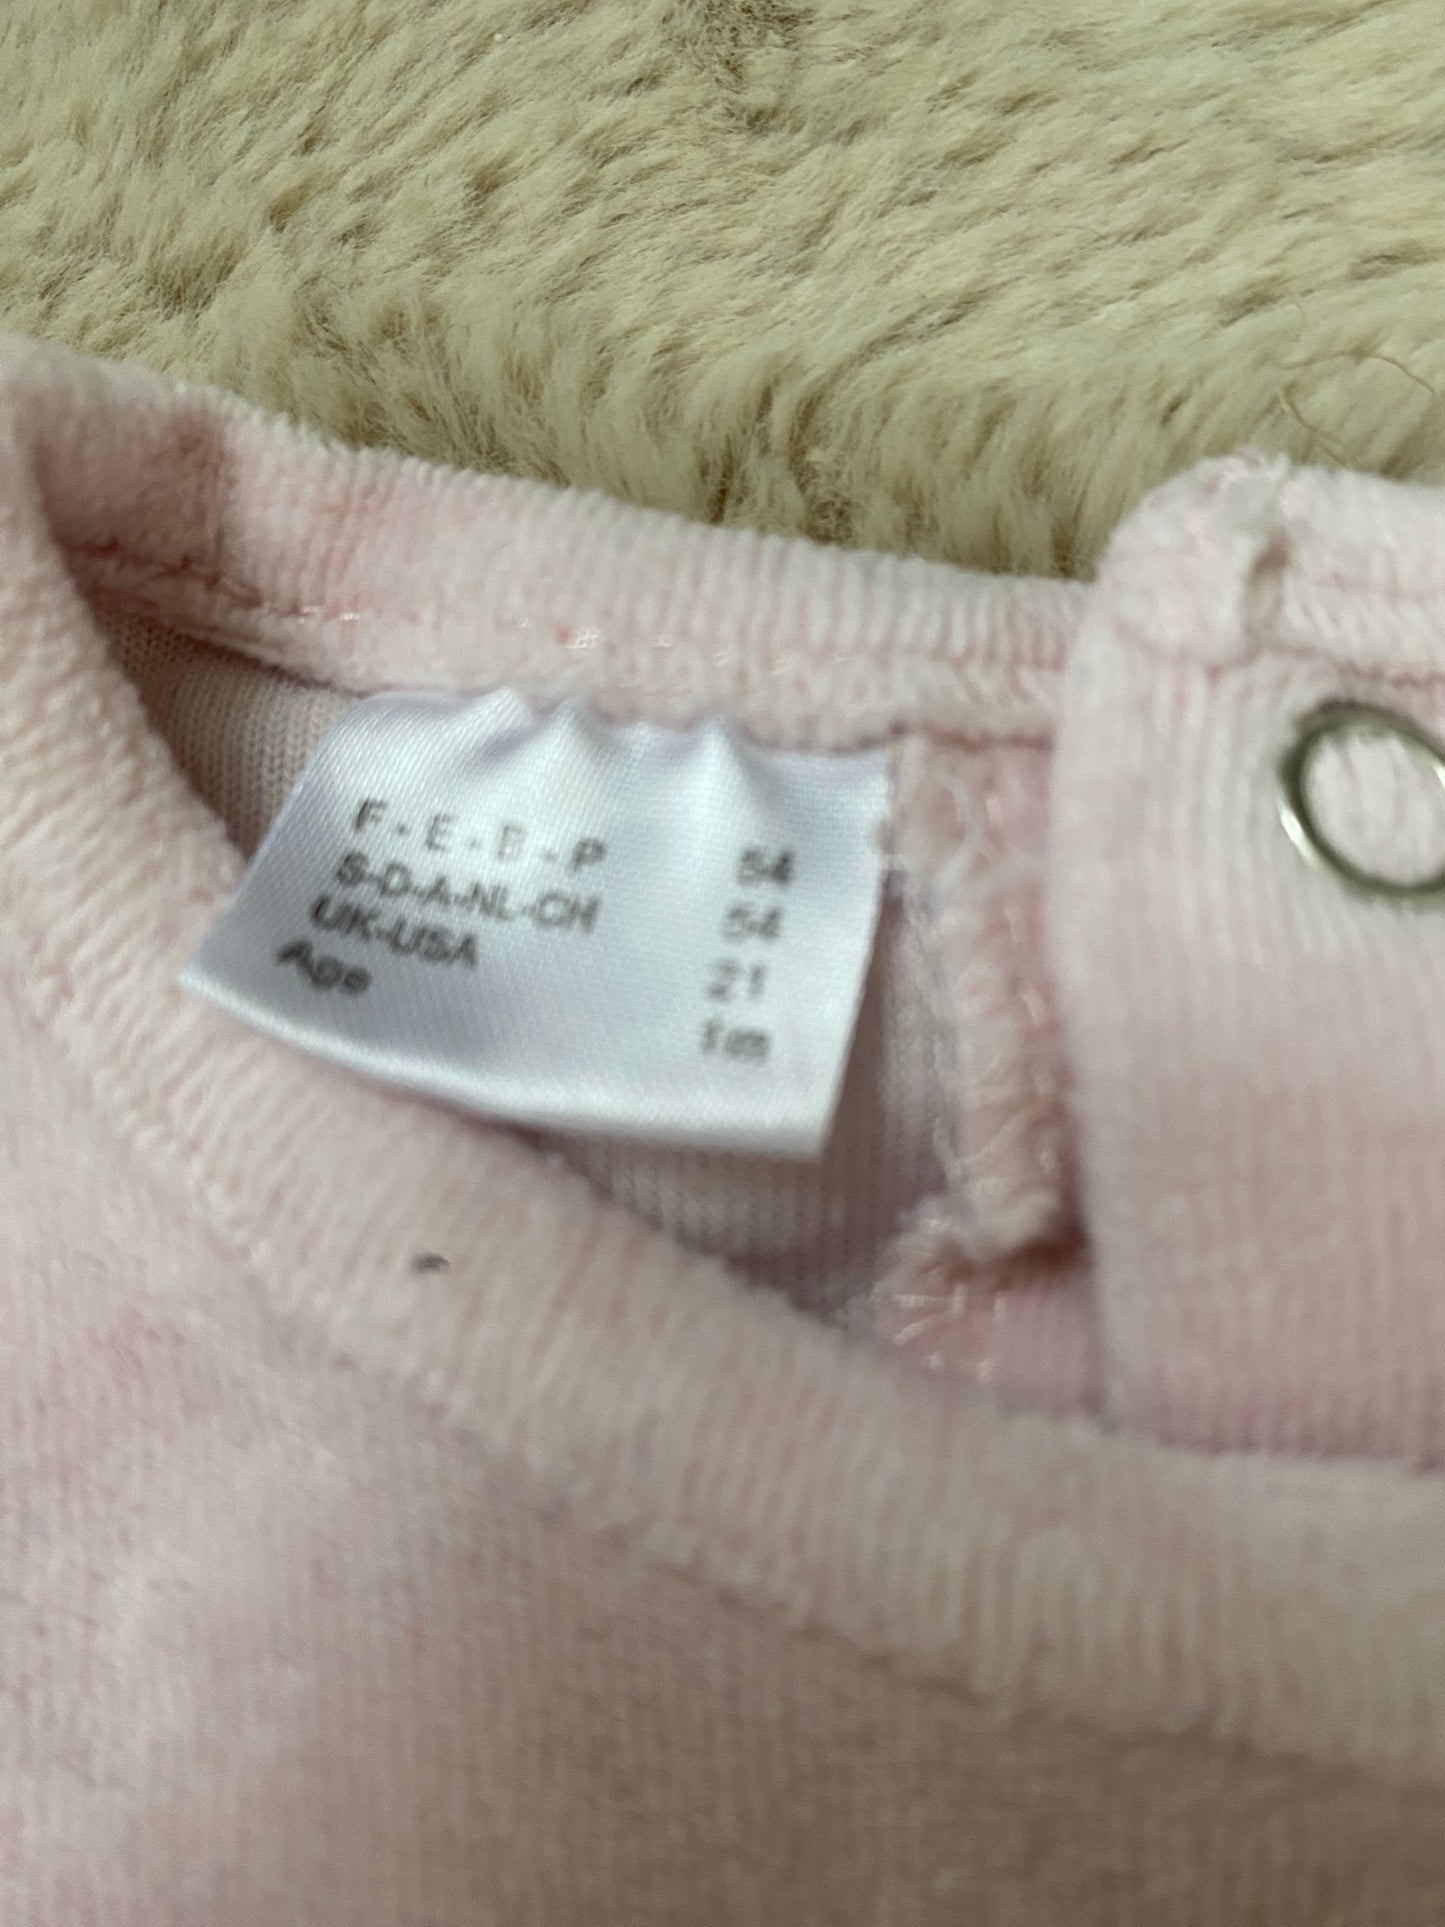 F - E - B - P 54
S-D-A-NL-CH 54
UK-USA 21
Age 1m